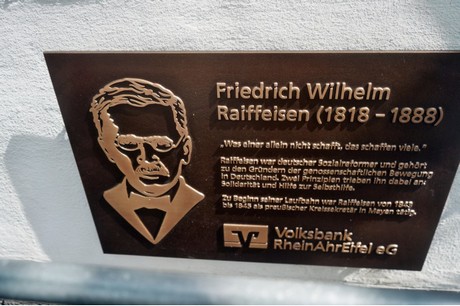 Friedrich Wilhelm
Raiffeisen (1818 - 1888)
„Was einer allein nicht schafft, das schaffen viele."
Raiffeisen war deutscher Sozialreformer und gehört
zu den Gründern der genossenschaftlichen Bewegung
in Deutschland. Zwei Prinzipien trieben ihn dabei an:
Solidarität und Hilfe zur Selbsthilfe.
Zu Beginn seiner Laufbahn war Raiffeisen von 1843
bis 1845 als preußischer Kreissekretär in Mayen tätig.
Volksbank
RheinAhrEifel eG